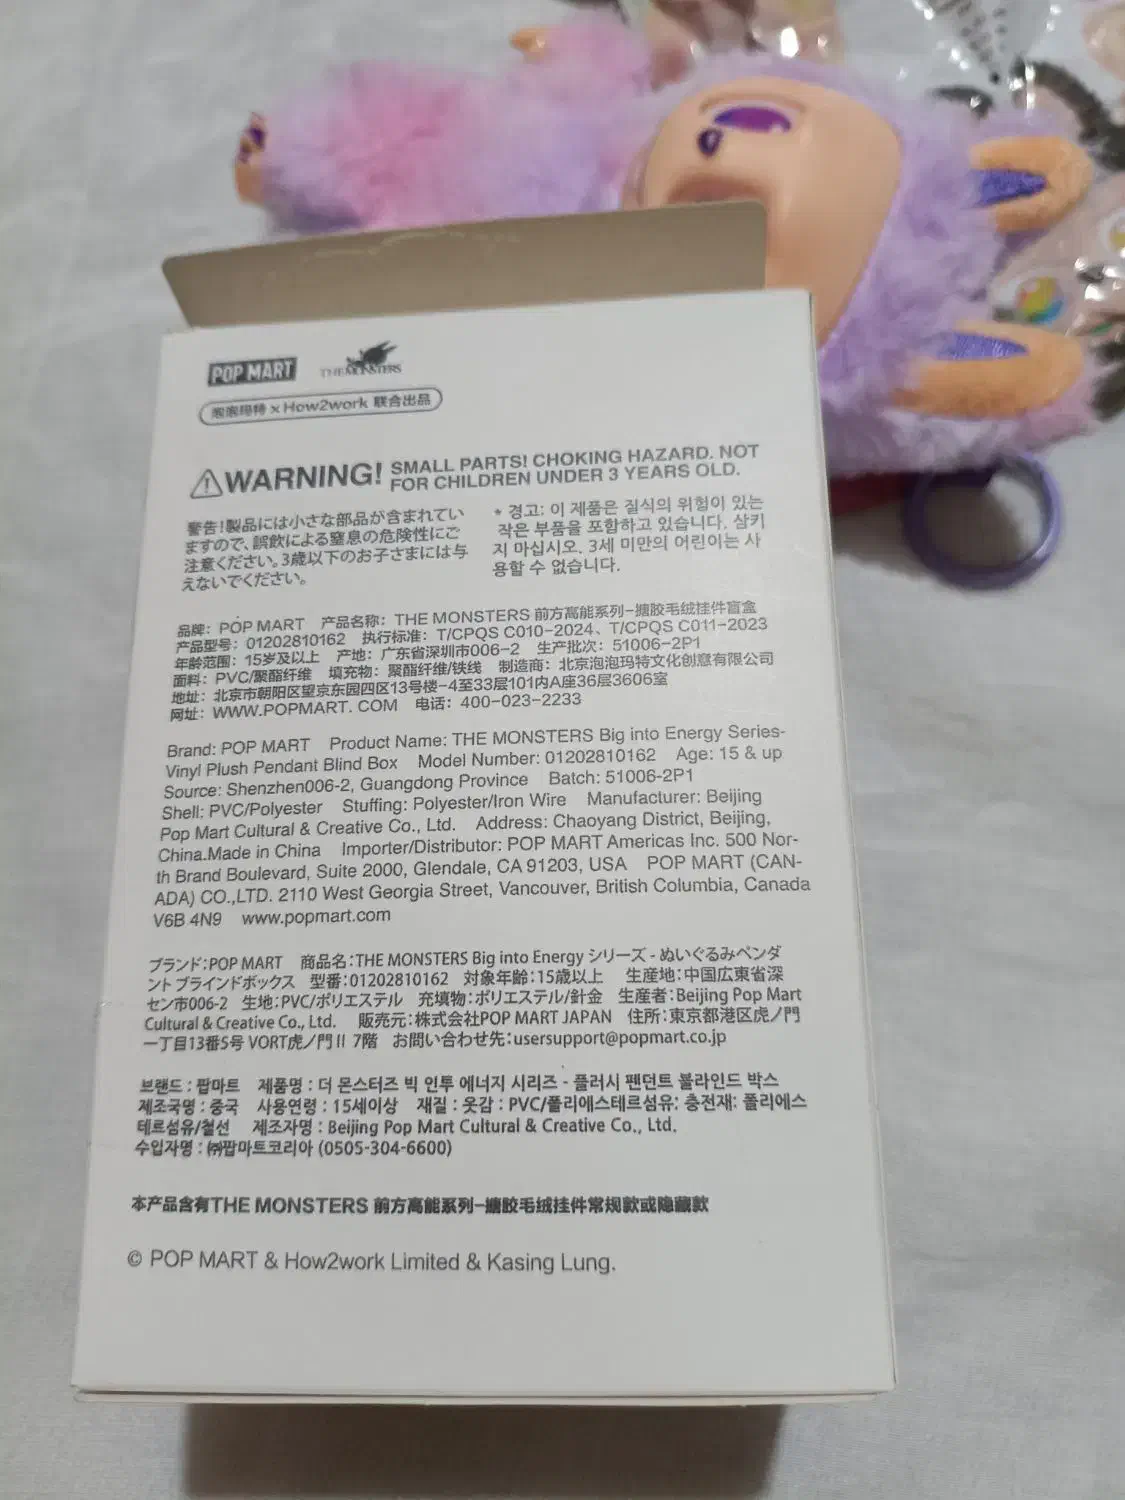 POP MART
THE MONSTERS
泡泡玛特 x How2work 联合出品
WARNING! SMALL PARTS! CHOKING HAZARD. NOT
FOR CHILDREN UNDER 3 YEARS OLD.
警告!製品には小さな部品が含まれてい
ますので、誤飲による窒息の危険性にご
注意ください。3歳以下のお子さまには与
えないでください。
* 경고: 이 제품은 질식의 위험이 있는
작은 부품을 포함하고 있습니다. 삼키
지 마십시오. 3세 미만의 어린이는 사
용할 수 없습니다.
品牌: POP MART 产品名称: THE MONSTERS 前方高能系列-搪胶毛绒挂件盲盒
产品型号: 01202810162 执行标准: T/CPQS C010-2024、T/CPQS C011-2023
年龄范围: 15岁及以上 产地: 广东省深圳市006-2 生产批次: 51006-2P1
面料: PVC/聚酯纤维 填充物: 聚酯纤维/铁线 制造商: 北京泡泡玛特文化创意有限公司
地址: 北京市朝阳区望京东园四区13号楼-4至33层101内A座36层3606室
网址: WWW.POPMART. COM 电话: 400-023-2233
Brand: POP MART Product Name: THE MONSTERS Big into Energy Series-
Vinyl Plush Pendant Blind Box Model Number: 01202810162 Age: 15 & up
Source: Shenzhen006-2, Guangdong Province Batch: 51006-2P1
Shell: PVC/Polyester Stuffing: Polyester/Iron Wire Manufacturer: Beijing
Pop Mart Cultural & Creative Co., Ltd. Address: Chaoyang District, Beijing,
China.Made in China Importer/Distributor: POP MART Americas Inc. 500 Nor-
th Brand Boulevard, Suite 2000, Glendale, CA 91203, USA POP MART (CAN-
ADA) CO.,LTD. 2110 West Georgia Street, Vancouver, British Columbia, Canada
V6B 4N9 www.popmart.com
ブランド:POP MART 商品名:THE MONSTERS Big into Energy シリーズ - ぬいぐるみペンダ
ント ブラインドボックス 型番:01202810162 対象年齢:15歳以上 生産地:中国広東省深
セン市006-2 生地:PVC/ポリエステル 充填物:ポリエステル/針金 生産者:Beijing Pop Mart
Cultural & Creative Co., Ltd. 販売元:株式会社POP MART JAPAN 住所:東京都港区虎ノ門
一丁目13番5号 VORT虎ノ門II 7階 お問い合わせ先:usersupport@popmart.co.jp
브랜드 : 팝마트 제품명 : 더 몬스터즈 빅 인투 에너지 시리즈 - 플러시 펜던트 블라인드 박스
제조국명 : 중국 사용연령 : 15세이상 재질 : 옷감 : PVC/폴리에스테르섬유; 충전재: 폴리에스
테르섬유/철선 제조자명 : Beijing Pop Mart Cultural & Creative Co., Ltd.
수입자명 : ㈜팝마트코리아 (0505-304-6600)
本产品含有THE MONSTERS 前方高能系列-搪胶毛绒挂件常规款或隐藏款
© POP MART & How2work Limited & Kasing Lung.